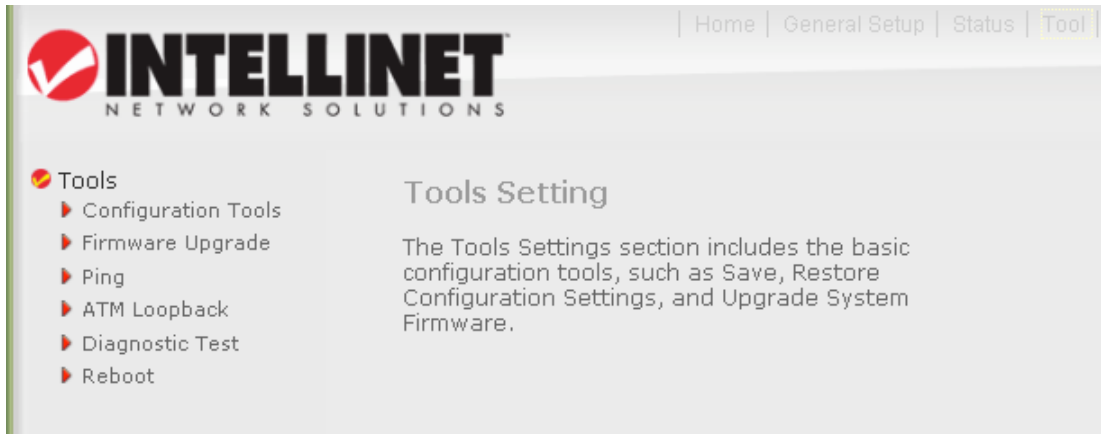 | Home | General Setup | Status | Tool |
INTELLINET
NETWORK SOLUTIONS
Tools
Configuration Tools
Firmware Upgrade
Ping
ATM Loopback
Diagnostic Test
Reboot
Tools Setting
The Tools Settings section includes the basic
configuration tools, such as Save, Restore
Configuration Settings, and Upgrade System
Firmware.